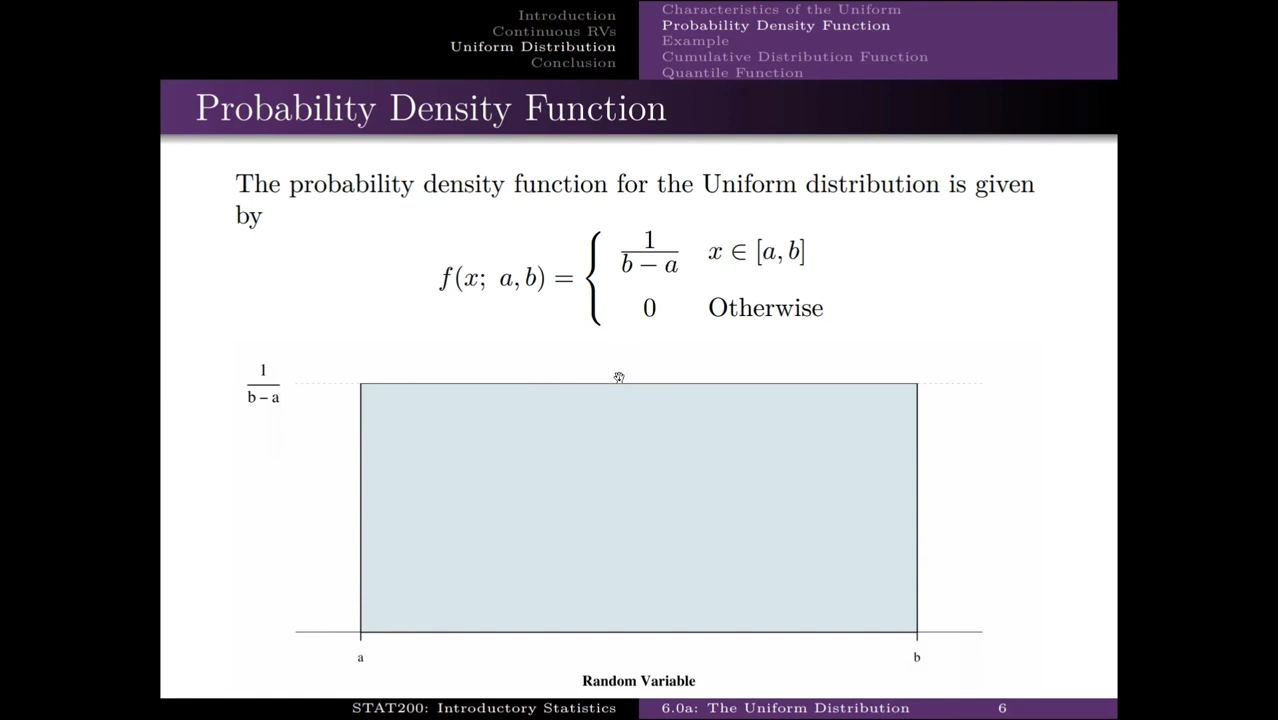 Introduction
Continuous RVs
Uniform Distribution
Conclusion
Characteristics of the Uniform
Probability Density Function
Example
Cumulative Distribution Function
Quantile Function
Probability Density Function
The probability density function for the Uniform distribution is given
by
f(x; a, b) = { 1/(b − a) x ∈ [a, b]
0 Otherwise
1
b – a
a b
Random Variable
STAT200: Introductory Statistics 6.0a: The Uniform Distribution 6